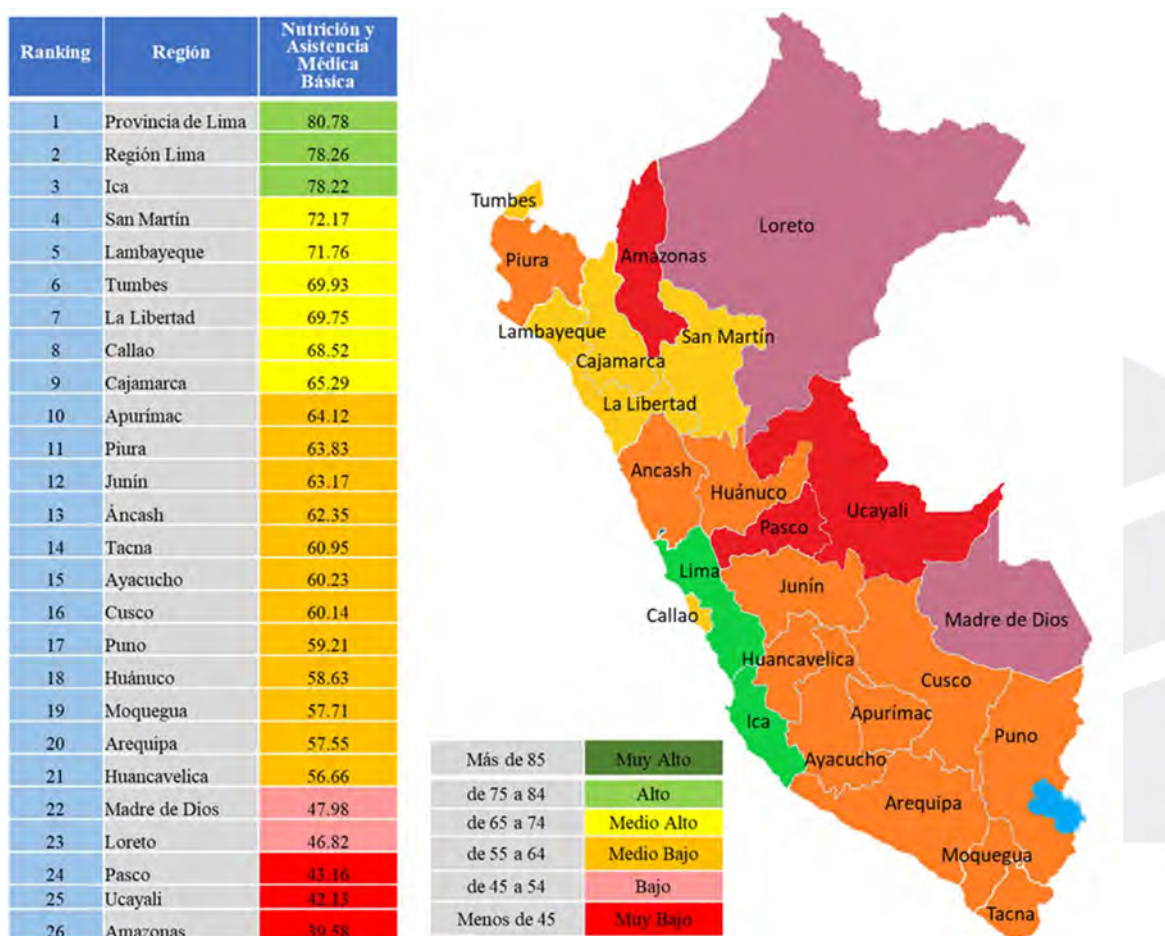 Ranking Región Nutrición y Asistencia Médica Básica
1 Provincia de Lima 80.78
2 Región Lima 78.26
3 Ica 78.22
4 San Martín 72.17
5 Lambayeque 71.76
6 Tumbes 69.93
7 La Libertad 69.75
8 Callao 68.52
9 Cajamarca 65.29
10 Apurímac 64.12
11 Piura 63.83
12 Junín 63.17
13 Áncash 62.35
14 Tacna 60.95
15 Ayacucho 60.23
16 Cusco 60.14
17 Puno 59.21
18 Huánuco 58.63
19 Moquegua 57.71
20 Arequipa 57.55
21 Huancavelica 56.66
22 Madre de Dios 47.98
23 Loreto 46.82
24 Pasco 43.16
25 Ucayali 42.13
26 Amazonas 39.58
Tumbes
Loreto
Piura
Amazonas
Lambayeque
San Martín
Cajamarca
La Libertad
Ancash
Huánuco
Ucayali
Pasco
Lima
Junín
Callao
Madre de Dios
Huancavelica
Cusco
Ica
Apurímac
Puno
Ayacucho
Arequipa
Moquegua
Tacna
Más de 85 Muy Alto
de 75 a 84 Alto
de 65 a 74 Medio Alto
de 55 a 64 Medio Bajo
de 45 a 54 Bajo
Menos de 45 Muy Bajo